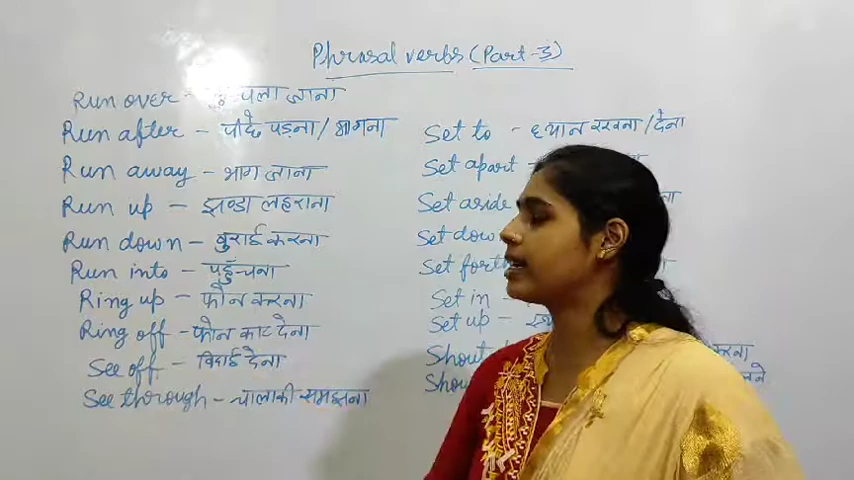 Phrasal verbs (Part-3)
Run over - कुचला जाना
Run after - पीछे पड़ना / भागना
Run away - भाग जाना
Run up - झण्डा लहराना
Run down - बुराई करना
Run into - पहुँचना
Ring up - फोन करना
Ring off - फोन काट देना
See off - विदाई देना
See through - चालाकी समझना
Set to - ध्यान रखना / देना
Set apart -
Set aside
Set down
Set forth
Set in -
Set up -
Shout
करना